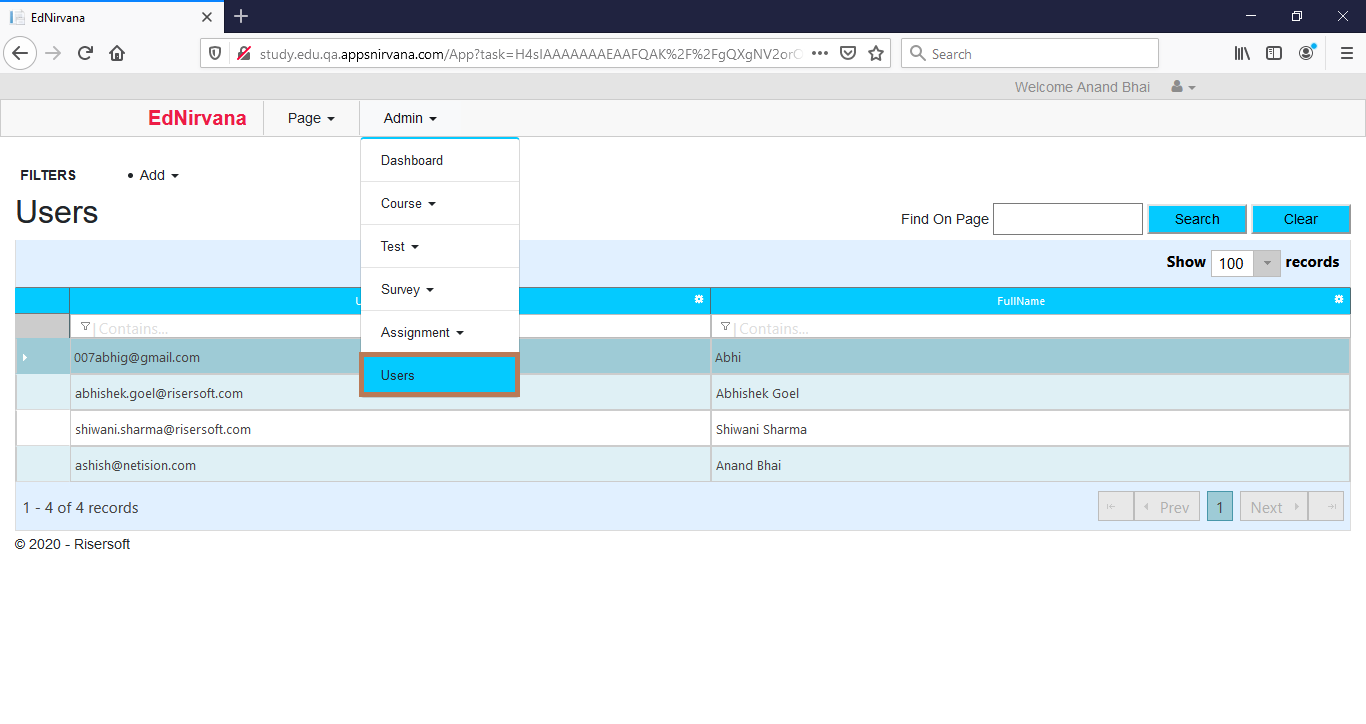 EdNirvana
study.edu.qa.appsnirvana.com/App?task=H4sIAAAAAAAEAAFQAK%2F%2FgQXgNV2orC
Search
Welcome Anand Bhai
EdNirvana Page Admin
Dashboard
Course
Test
Survey
Assignment
Users
FILTERS • Add
Users
Find On Page Search Clear
Show 100 records
FullName
Contains... Contains...
007abhig@gmail.com Abhi
abhishek.goel@risersoft.com Abhishek Goel
shiwani.sharma@risersoft.com Shiwani Sharma
ashish@netision.com Anand Bhai
1 - 4 of 4 records Prev 1 Next
© 2020 - Risersoft